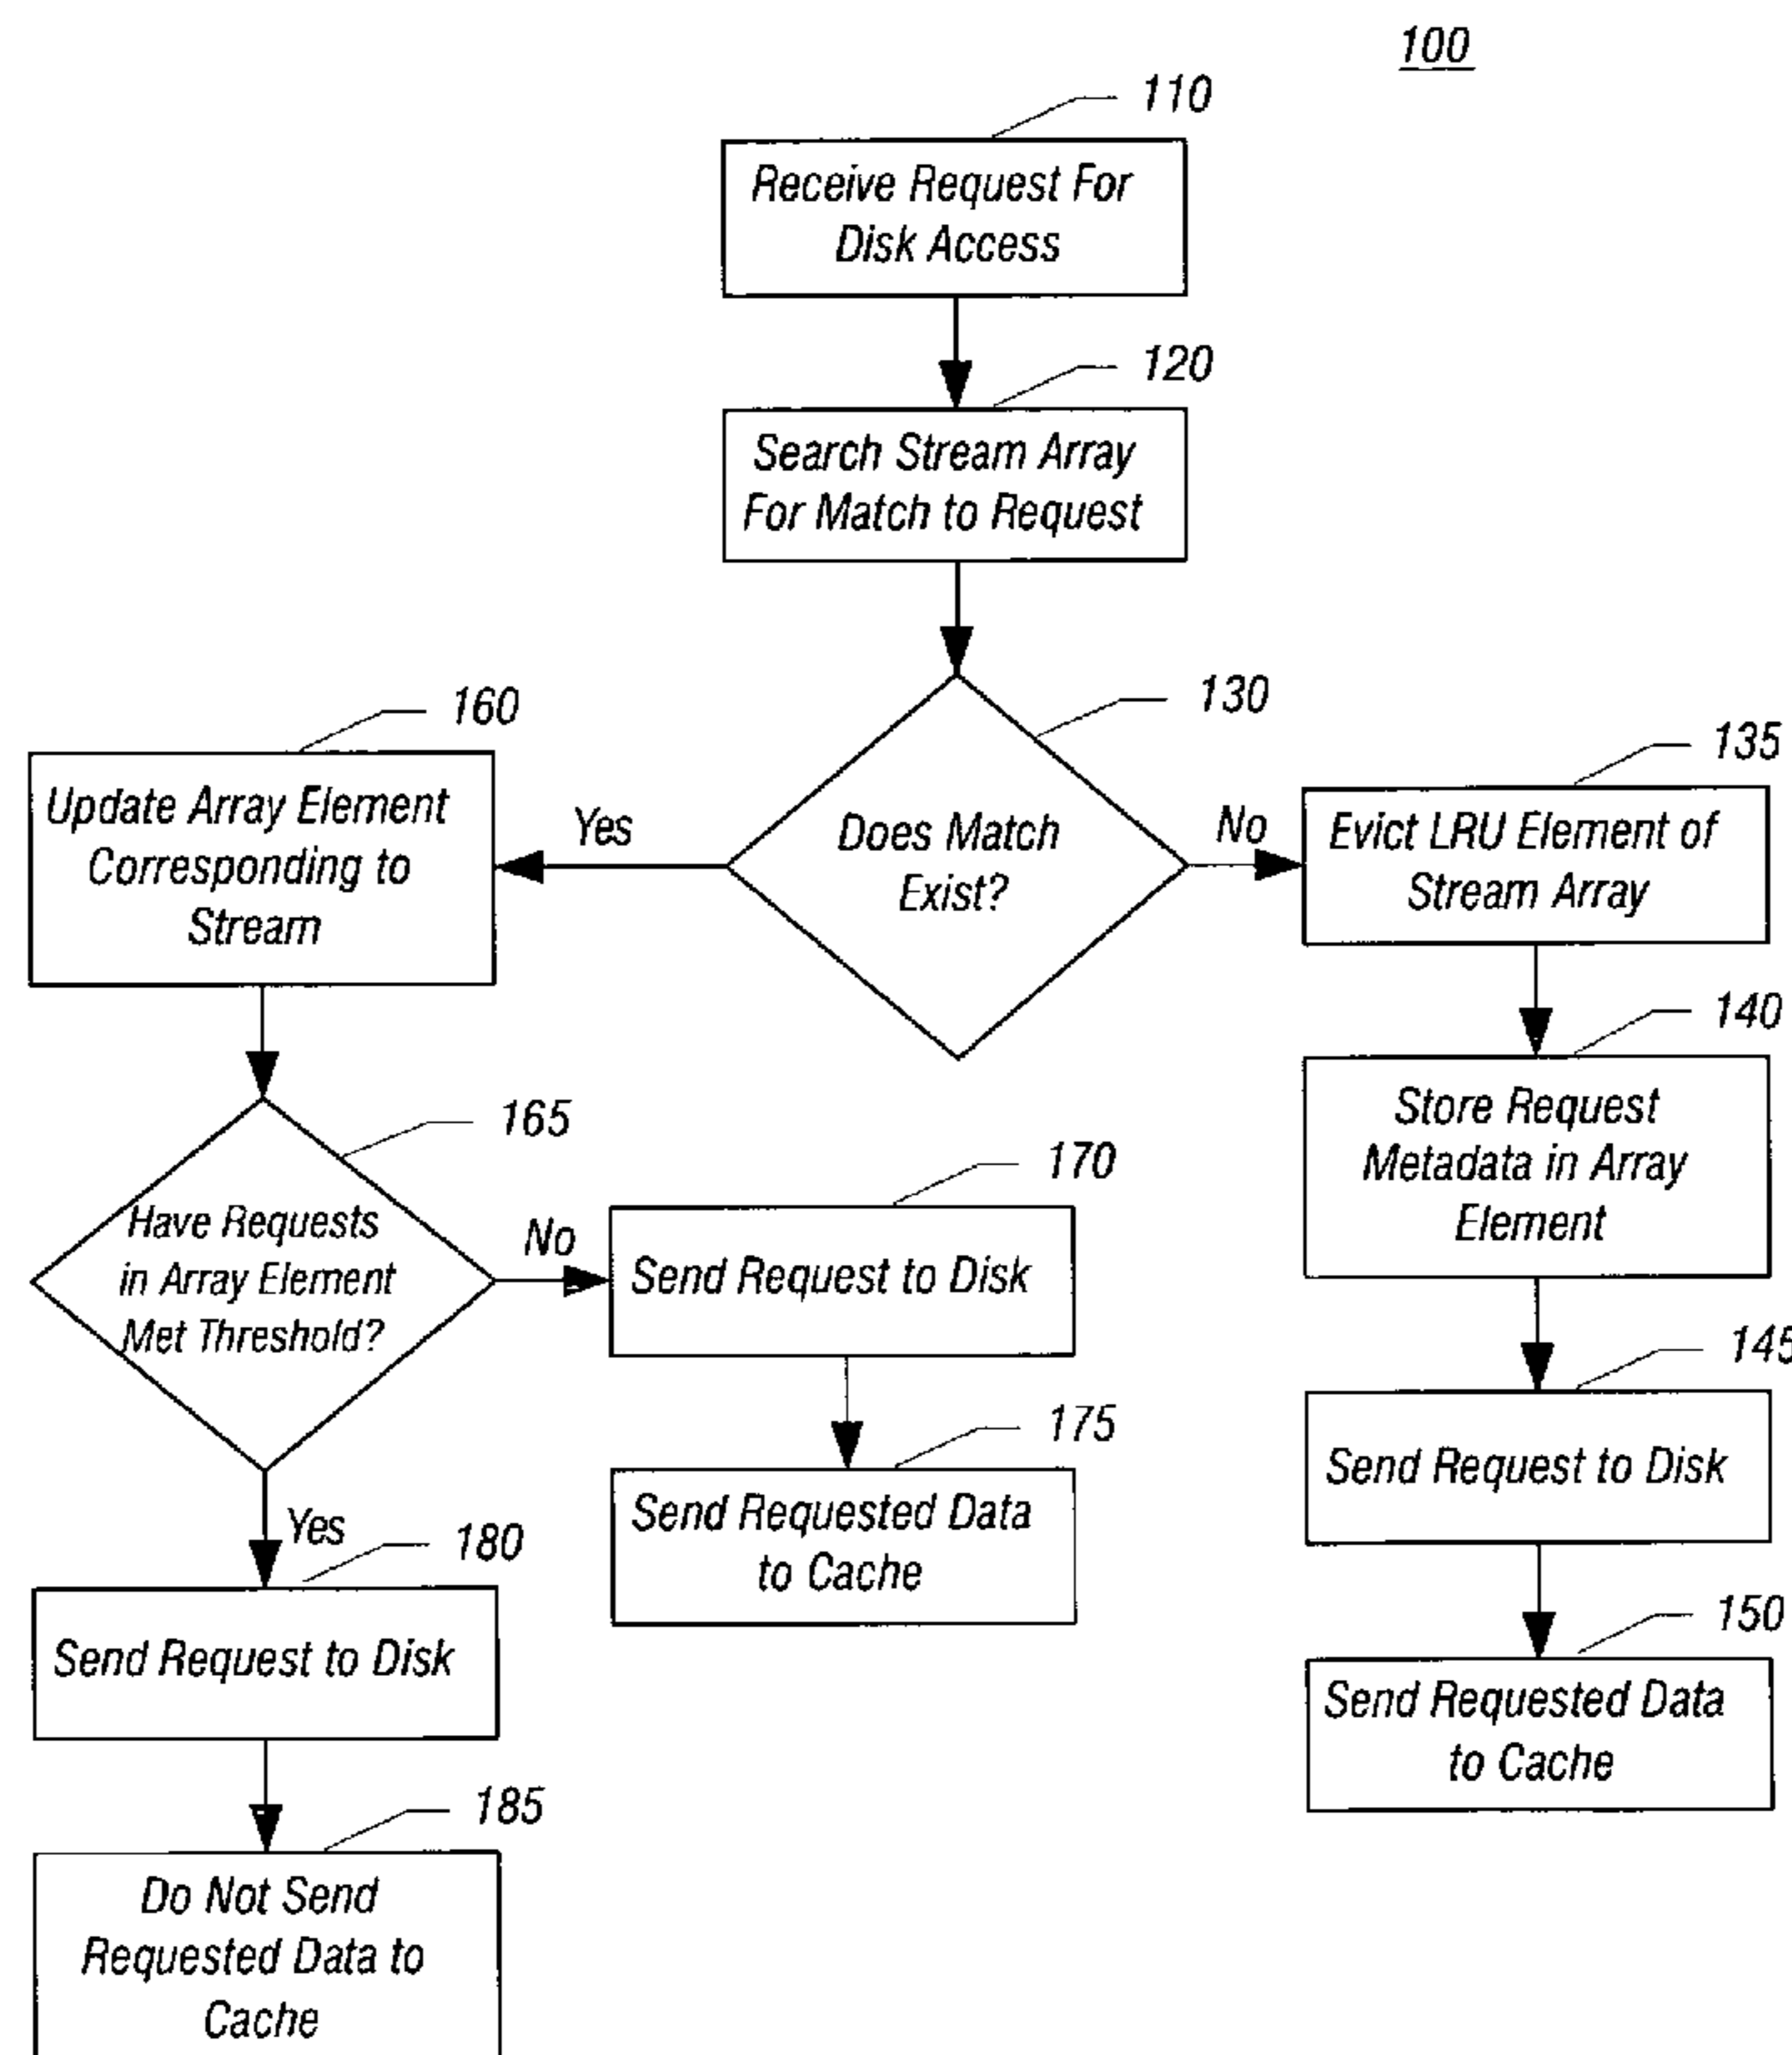 100
110
Receive Request For
Disk Access
120
Search Stream Array
For Match to Request
130
Does Match
Exist?
Yes
No
160
Update Array Element
Corresponding to
Stream
135
Evict LRU Element of
Stream Array
140
Store Request
Metadata in Array
Element
145
Send Request to Disk
150
Send Requested Data
to Cache
165
Have Requests
in Array Element
Met Threshold?
No
170
Send Request to Disk
175
Send Requested Data
to Cache
Yes
180
Send Request to Disk
185
Do Not Send
Requested Data to
Cache